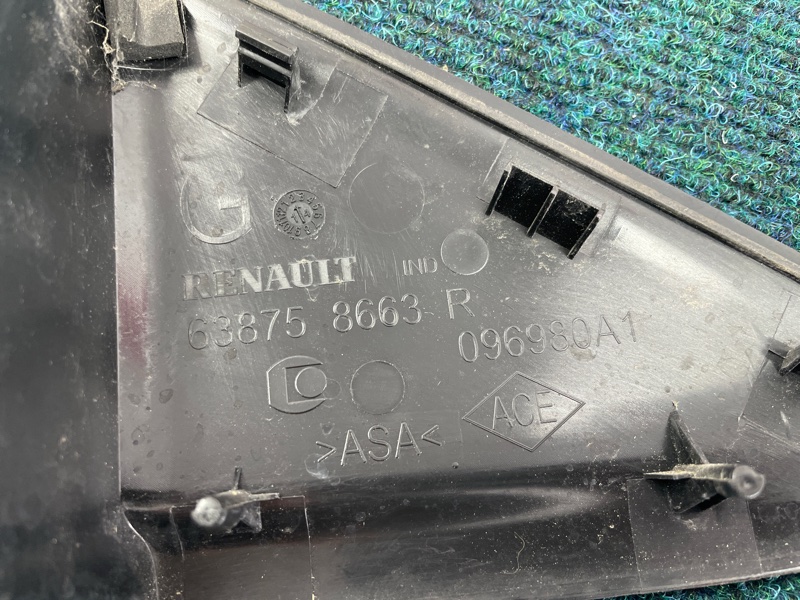 G
RENAULT IND
63875 8663 R
096980A1
ACE
>ASA<